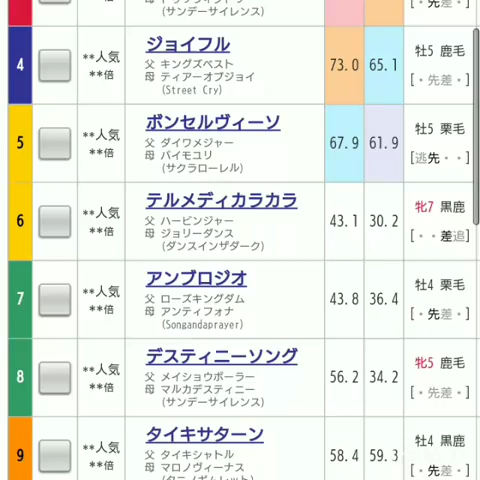 (サンデーサイレンス)
[・先差・]
4
**人気
**倍
ジョイフル
父 キングズベスト
母 ティアーオブジョイ
(Street Cry)
73.0
65.1
牡5 鹿毛
[・先差・]
5
**人気
**倍
ボンセルヴィーソ
父 ダイワメジャー
母 バイモユリ
(サクラローレル)
67.9
61.9
牡5 栗毛
[逃先・・]
6
**人気
**倍
テルメディカラカラ
父 ハービンジャー
母 ジョリーダンス
(ダンスインザダーク)
43.1
30.2
牝7 黒鹿
[・・差追]
7
**人気
**倍
アンブロジオ
父 ローズキングダム
母 アンティフォナ
(Songandaprayer)
43.8
36.4
牡4 栗毛
[・先差・]
8
**人気
**倍
デスティニーソング
父 メイショウボーラー
母 マルカデスティニー
(サンデーサイレンス)
56.2
34.2
牝5 鹿毛
[・先差・]
9
**人気
**倍
タイキサターン
父 タイキシャトル
母 マロノヴィーナス
58.4
59.3
牡4 黒鹿
[・先差・]